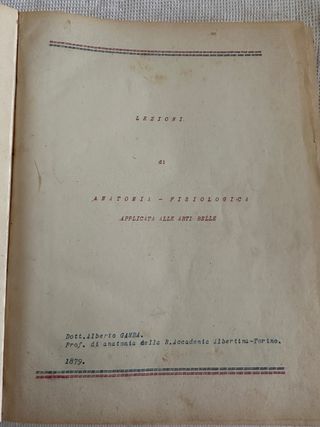 LEZIONI
di
ANATOMIA - FISIOLOGICA
APPLICATA ALLE ARTI BELLE
Dott.Alberto GAMBA.
Prof. di anatomia della R.Accademia Albertina-Torino.
1879.